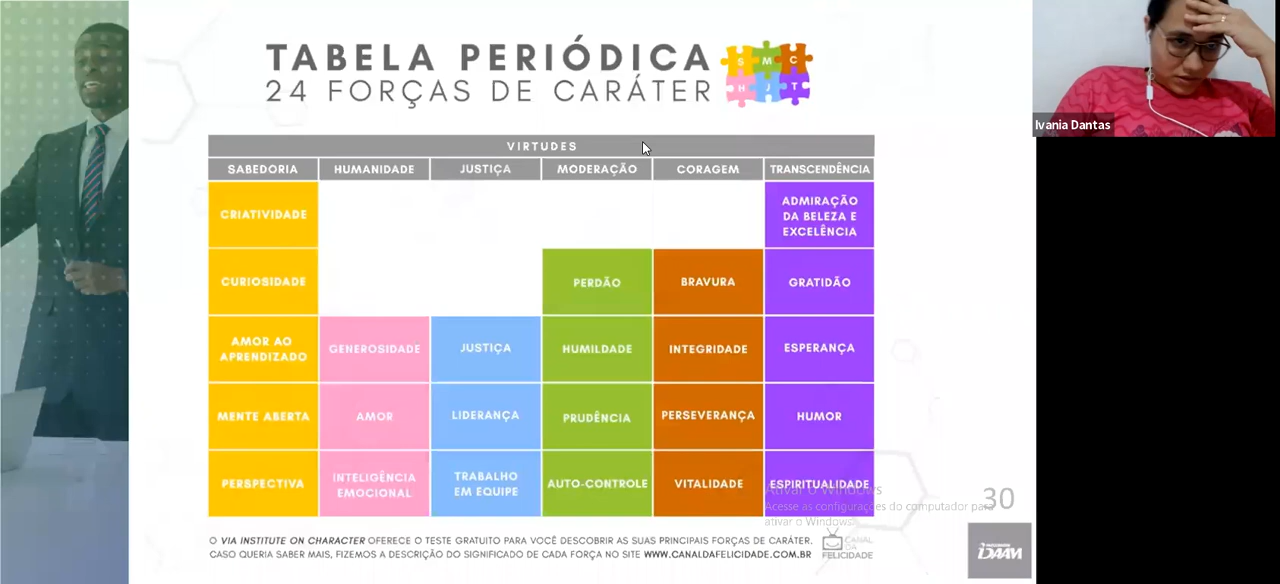 TABELA PERIÓDICA
24 FORÇAS DE CARÁTER
S M C
H J T
Ivania Dantas
VIRTUDES
SABEDORIA HUMANIDADE JUSTIÇA MODERAÇÃO CORAGEM TRANSCENDÊNCIA
CRIATIVIDADE
ADMIRAÇÃO
DA BELEZA E
EXCELÊNCIA
CURIOSIDADE PERDÃO BRAVURA GRATIDÃO
AMOR AO
APRENDIZADO
GENEROSIDADE JUSTIÇA HUMILDADE INTEGRIDADE ESPERANÇA
MENTE ABERTA AMOR LIDERANÇA PRUDÊNCIA PERSEVERANÇA HUMOR
PERSPECTIVA
INTELIGÊNCIA
EMOCIONAL
TRABALHO
EM EQUIPE
AUTO-CONTROLE VITALIDADE ESPIRITUALIDADE
Ativar o Windows
Acesse as configurações do computador para
ativar o Windows.
30
O VIA INSTITUTE ON CHARACTER OFERECE O TESTE GRATUITO PARA VOCÊ DESCOBRIR AS SUAS PRINCIPAIS FORÇAS DE CARÁTER.
CASO QUERIA SABER MAIS, FIZEMOS A DESCRIÇÃO DO SIGNIFICADO DE CADA FORÇA NO SITE WWW.CANALDAFELICIDADE.COM.BR
CANAL
DA
FELICIDADE
IDAAM